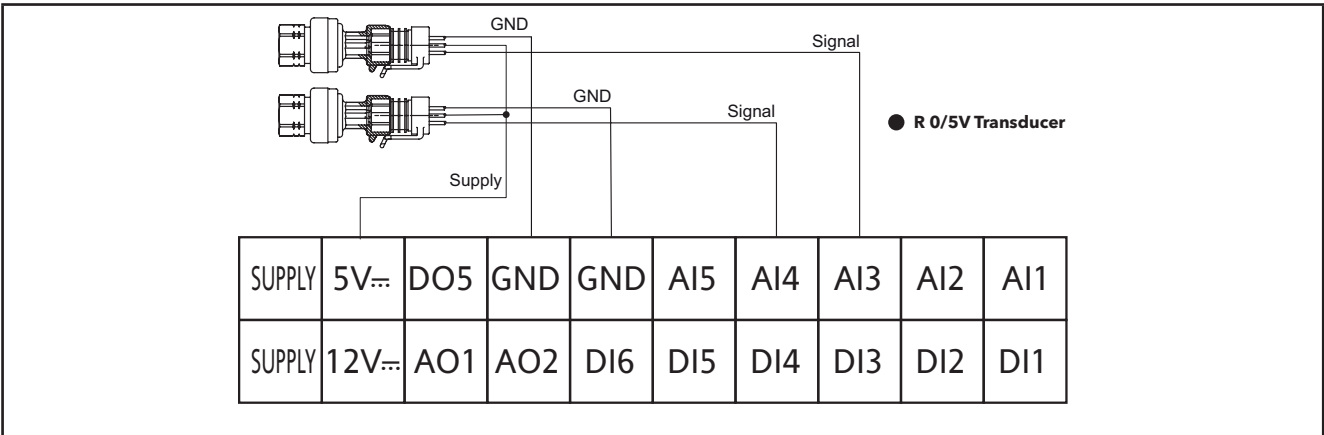 GND
Signal
GND
Signal
● R 0/5V Transducer
Supply
SUPPLY 5V⎓ DO5 GND GND AI5 AI4 AI3 AI2 AI1
SUPPLY 12V⎓ AO1 AO2 DI6 DI5 DI4 DI3 DI2 DI1